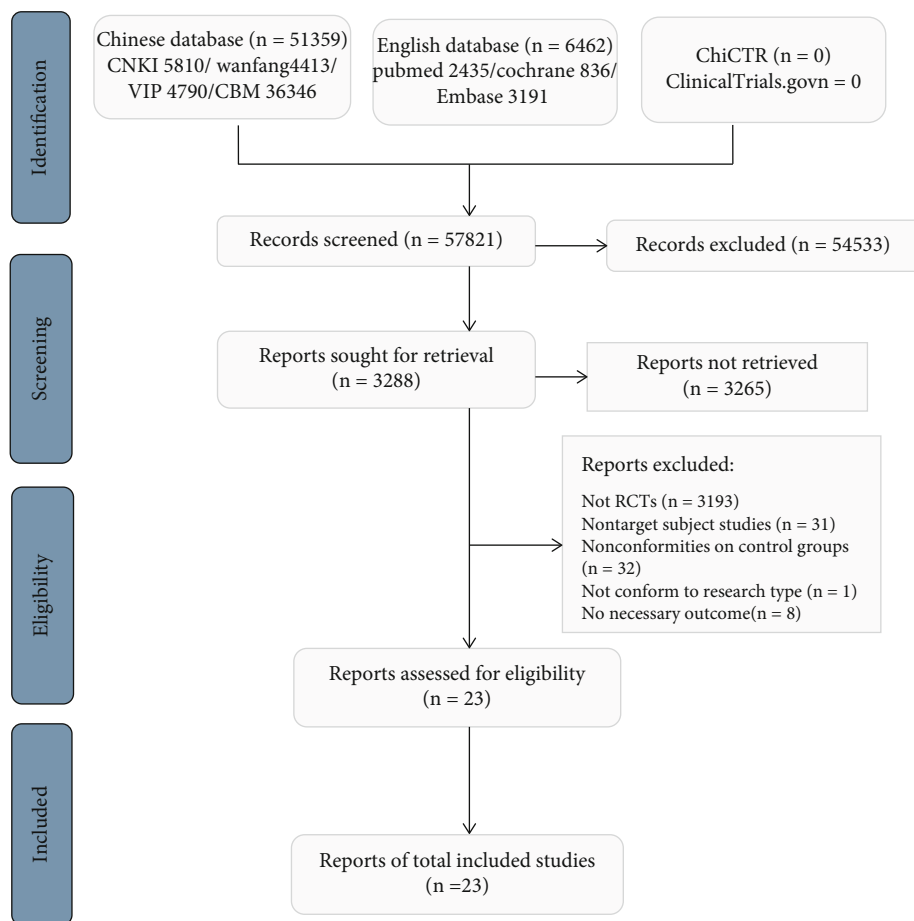 Identification
Chinese database (n = 51359)
CNKI 5810/ wanfang4413/
VIP 4790/CBM 36346
English database (n = 6462)
pubmed 2435/cochrane 836/
Embase 3191
ChiCTR (n = 0)
ClinicalTrials.govn = 0
Records screened (n = 57821)
Records excluded (n = 54533)
Screening
Reports sought for retrieval
(n = 3288)
Reports not retrieved
(n = 3265)
Reports excluded:
Not RCTs (n = 3193)
Nontarget subject studies (n = 31)
Nonconformities on control groups
(n = 32)
Not conform to research type (n = 1)
No necessary outcome(n = 8)
Eligibility
Reports assessed for eligibility
(n = 23)
Included
Reports of total included studies
(n =23)